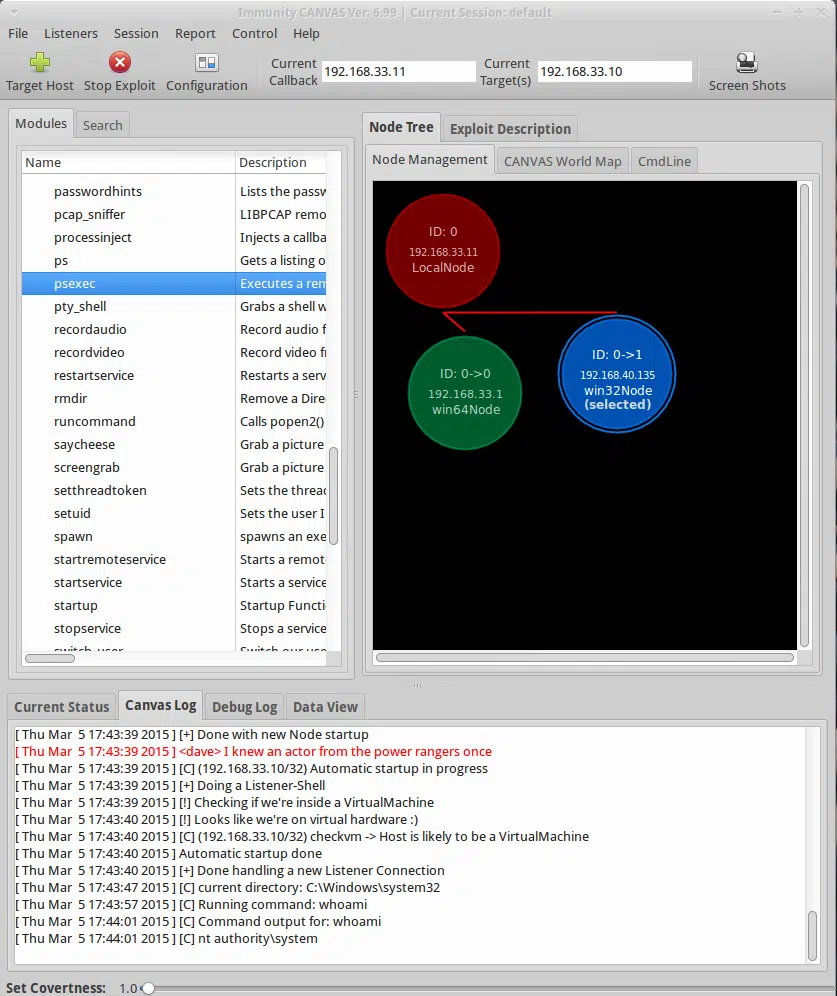 Immunity CANVAS Ver: 6.99 | Current Session: default
File Listeners Session Report Control Help
Target Host Stop Exploit Configuration Current Callback 192.168.33.11 Current Target(s) 192.168.33.10 Screen Shots
Modules Search
Name Description
passwordhints Lists the passw
pcap_sniffer LIBPCAP remo
processinject Injects a callba
ps Gets a listing o
psexec Executes a rem
pty_shell Grabs a shell w
recordaudio Record audio f
recordvideo Record video fi
restartservice Restarts a serv
rmdir Remove a Dire
runcommand Calls popen2()
saycheese Grab a picture
screengrab Grab a picture
setthreadtoken Sets the thread
setuid Sets the user I
spawn spawns an exe
startremoteservice Starts a remot
startservice Starts a service
startup Startup Functi
stopservice Stops a service
switch_user Switch our use
Node Tree Exploit Description
Node Management CANVAS World Map CmdLine
ID: 0
192.168.33.11
LocalNode
ID: 0->0
192.168.33.1
win64Node
ID: 0->1
192.168.40.135
win32Node
(selected)
Current Status Canvas Log Debug Log Data View
[ Thu Mar 5 17:43:39 2015 ] [+] Done with new Node startup
[ Thu Mar 5 17:43:39 2015 ] <dave> I knew an actor from the power rangers once
[ Thu Mar 5 17:43:39 2015 ] [C] (192.168.33.10/32) Automatic startup in progress
[ Thu Mar 5 17:43:39 2015 ] [+] Doing a Listener-Shell
[ Thu Mar 5 17:43:39 2015 ] [!] Checking if we're inside a VirtualMachine
[ Thu Mar 5 17:43:40 2015 ] [!] Looks like we're on virtual hardware :)
[ Thu Mar 5 17:43:40 2015 ] [C] (192.168.33.10/32) checkvm -> Host is likely to be a VirtualMachine
[ Thu Mar 5 17:43:40 2015 ] Automatic startup done
[ Thu Mar 5 17:43:40 2015 ] [+] Done handling a new Listener Connection
[ Thu Mar 5 17:43:47 2015 ] [C] current directory: C:\Windows\system32
[ Thu Mar 5 17:43:57 2015 ] [C] Running command: whoami
[ Thu Mar 5 17:44:01 2015 ] [C] Command output for: whoami
[ Thu Mar 5 17:44:01 2015 ] [C] nt authority\system
Set Covertness: 1.0